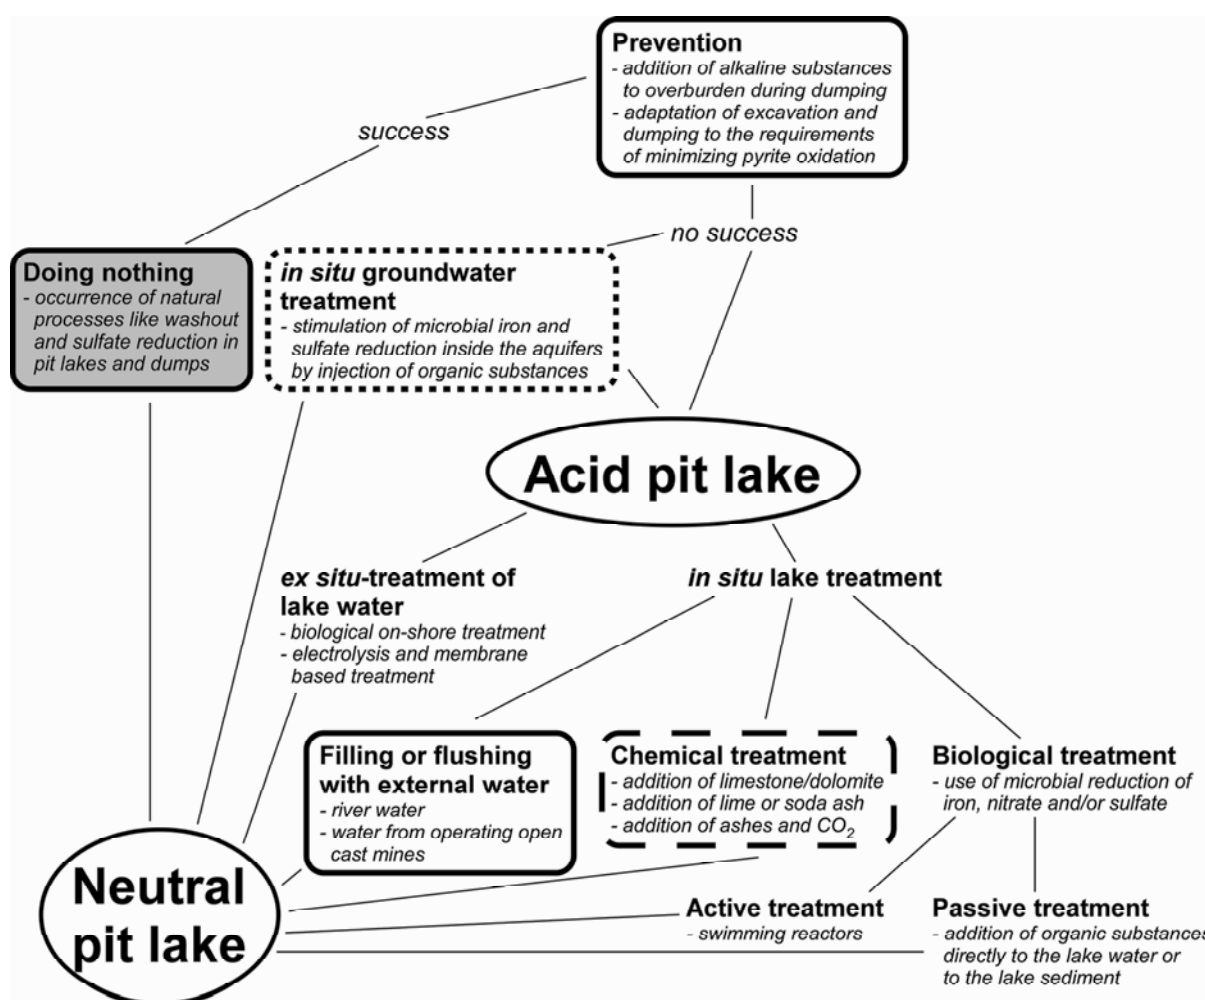 Prevention
- addition of alkaline substances
to overburden during dumping
- adaptation of excavation and
dumping to the requirements
of minimizing pyrite oxidation
success
no success
Doing nothing
- occurrence of natural
processes like washout
and sulfate reduction in
pit lakes and dumps
in situ groundwater
treatment
- stimulation of microbial iron and
sulfate reduction inside the aquifers
by injection of organic substances
Acid pit lake
ex situ-treatment of
lake water
- biological on-shore treatment
- electrolysis and membrane
based treatment
in situ lake treatment
Filling or flushing
with external water
- river water
- water from operating open
cast mines
Chemical treatment
- addition of limestone/dolomite
- addition of lime or soda ash
- addition of ashes and CO₂
Biological treatment
- use of microbial reduction of
iron, nitrate and/or sulfate
Neutral
pit lake
Active treatment
- swimming reactors
Passive treatment
- addition of organic substances
directly to the lake water or
to the lake sediment